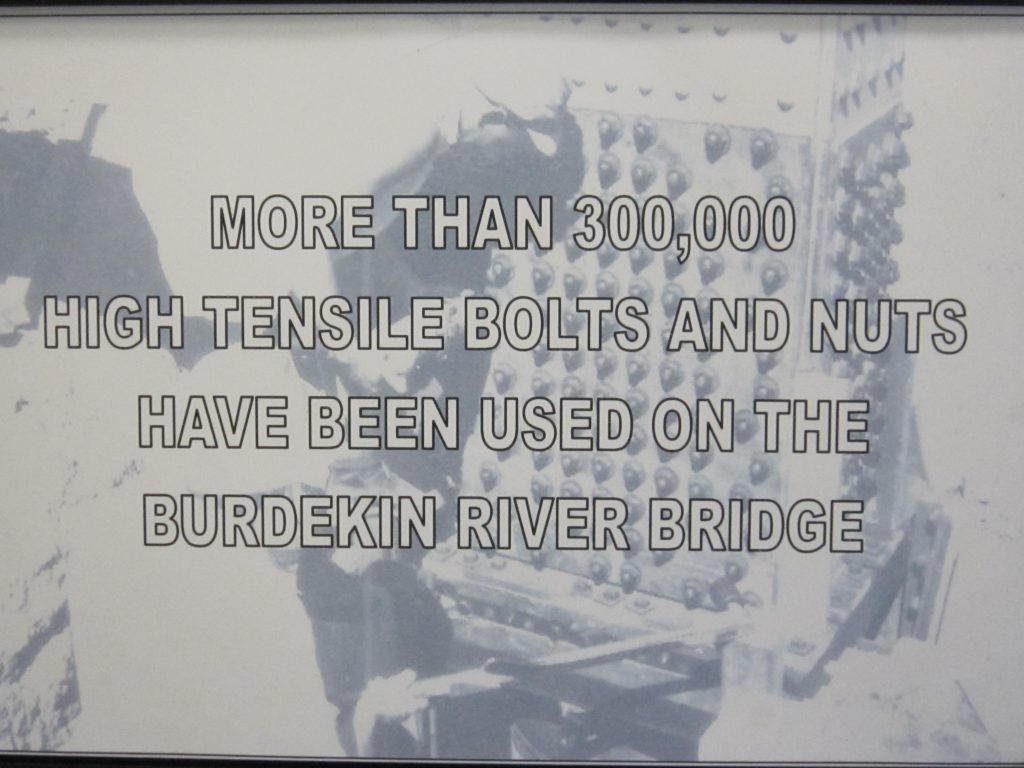 MORE THAN 300,000
HIGH TENSILE BOLTS AND NUTS
HAVE BEEN USED ON THE
BURDEKIN RIVER BRIDGE